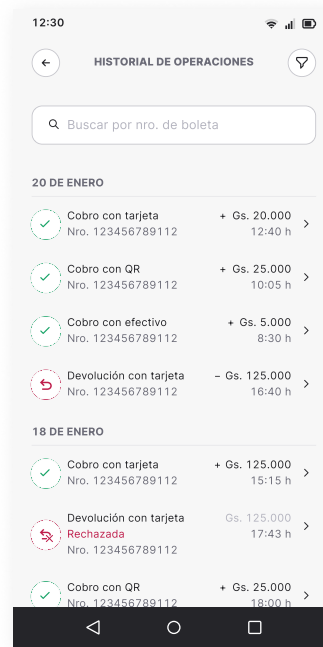 12:30
HISTORIAL DE OPERACIONES
Buscar por nro. de boleta
20 DE ENERO
Cobro con tarjeta + Gs. 20.000
Nro. 123456789112 12:40 h
Cobro con QR + Gs. 25.000
Nro. 123456789112 10:05 h
Cobro con efectivo + Gs. 5.000
Nro. 123456789112 8:30 h
Devolución con tarjeta – Gs. 125.000
Nro. 123456789112 16:40 h
18 DE ENERO
Cobro con tarjeta + Gs. 125.000
Nro. 123456789112 15:15 h
Devolución con tarjeta Gs. 125.000
Rechazada 17:43 h
Nro. 123456789112
Cobro con QR + Gs. 25.000
Nro. 123456789112 18:00 h